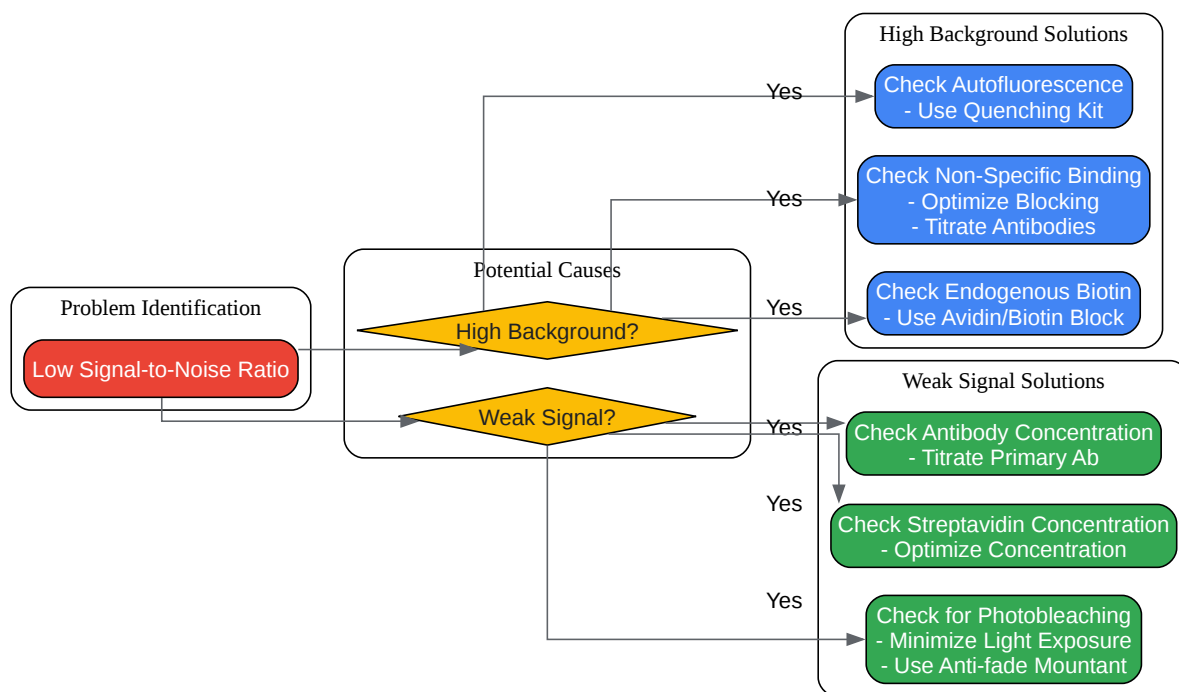 Problem Identification
Low Signal-to-Noise Ratio
Potential Causes
High Background?
Weak Signal?
Yes
Yes
Yes
Yes
Yes
Yes
High Background Solutions
Check Autofluorescence
- Use Quenching Kit
Check Non-Specific Binding
- Optimize Blocking
- Titrate Antibodies
Check Endogenous Biotin
- Use Avidin/Biotin Block
Weak Signal Solutions
Check Antibody Concentration
- Titrate Primary Ab
Check Streptavidin Concentration
- Optimize Concentration
Check for Photobleaching
- Minimize Light Exposure
- Use Anti-fade Mountant